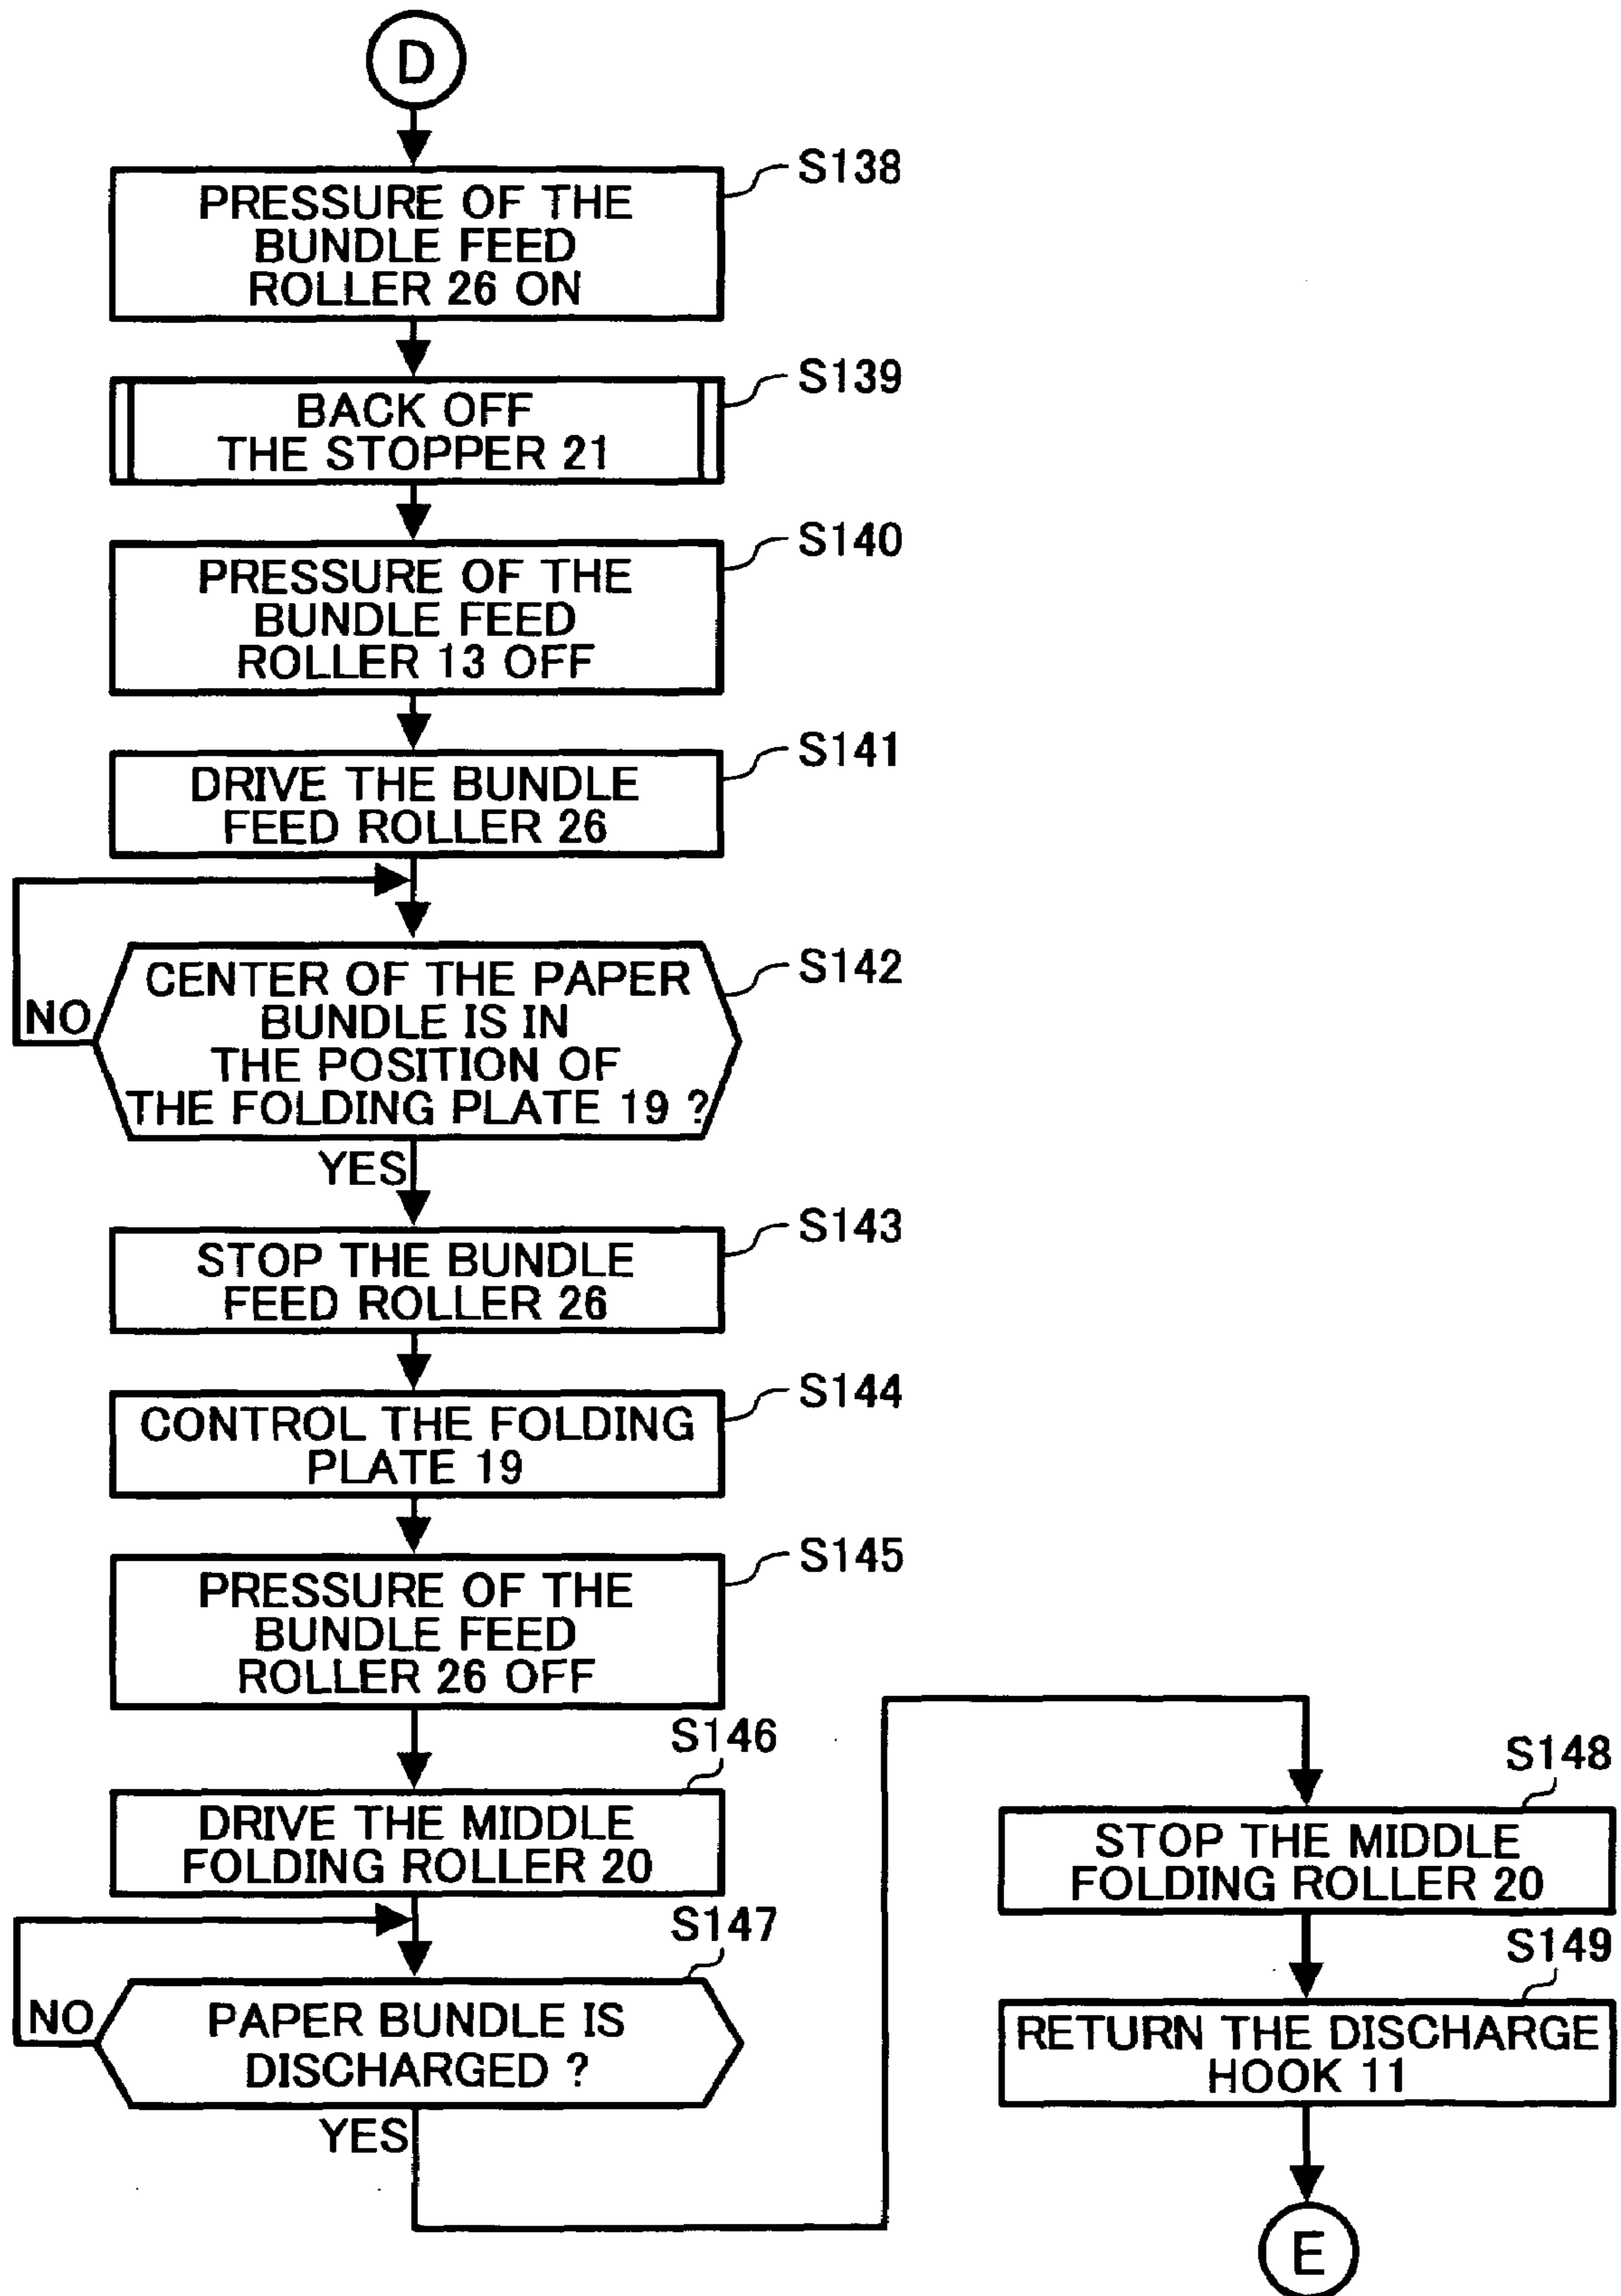 D
S138
PRESSURE OF THE
BUNDLE FEED
ROLLER 26 ON
S139
BACK OFF
THE STOPPER 21
S140
PRESSURE OF THE
BUNDLE FEED
ROLLER 13 OFF
S141
DRIVE THE BUNDLE
FEED ROLLER 26
S142
CENTER OF THE PAPER
BUNDLE IS IN
THE POSITION OF
THE FOLDING PLATE 19 ?
NO
YES
S143
STOP THE BUNDLE
FEED ROLLER 26
S144
CONTROL THE FOLDING
PLATE 19
S145
PRESSURE OF THE
BUNDLE FEED
ROLLER 26 OFF
S146
DRIVE THE MIDDLE
FOLDING ROLLER 20
S147
PAPER BUNDLE IS
DISCHARGED ?
NO
YES
S148
STOP THE MIDDLE
FOLDING ROLLER 20
S149
RETURN THE DISCHARGE
HOOK 11
E